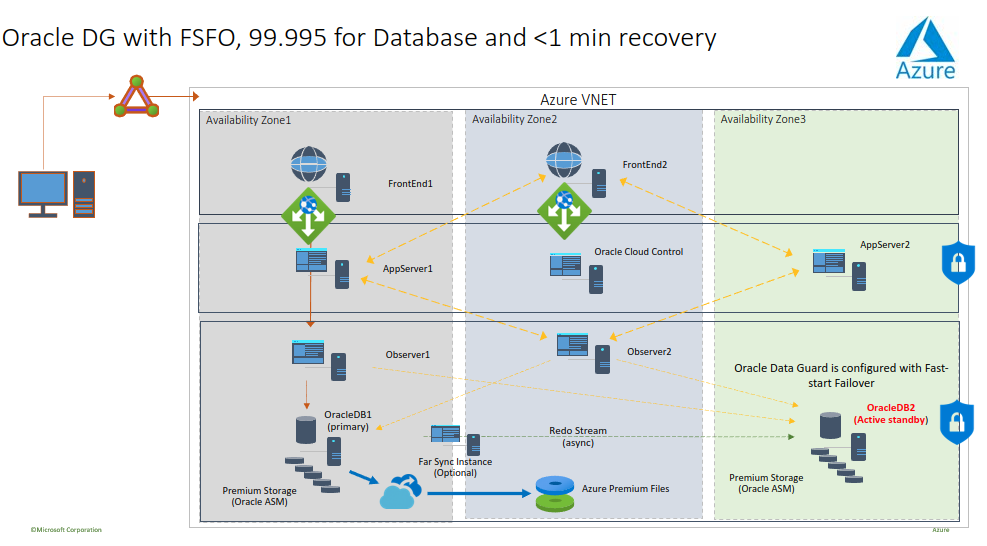 Oracle DG with FSFO, 99.995 for Database and <1 min recovery
Azure
Azure VNET
Availability Zone1
Availability Zone2
Availability Zone3
FrontEnd1
FrontEnd2
AppServer1
Oracle Cloud Control
AppServer2
Observer1
Observer2
Oracle Data Guard is configured with Fast-
start Failover
OracleDB1
(primary)
OracleDB2
(Active standby)
Redo Stream
(async)
Far Sync Instance
(Optional)
Premium Storage
(Oracle ASM)
Azure Premium Files
Premium Storage
(Oracle ASM)
©Microsoft Corporation
Azure